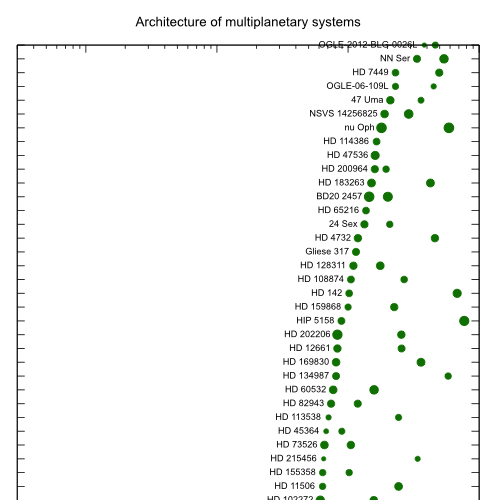 Architecture of multiplanetary systems
OGLE-2012-BLG-0026L
NN Ser
HD 7449
OGLE-06-109L
47 Uma
NSVS 14256825
nu Oph
HD 114386
HD 47536
HD 200964
HD 183263
BD20 2457
HD 65216
24 Sex
HD 4732
Gliese 317
HD 128311
HD 108874
HD 142
HD 159868
HIP 5158
HD 202206
HD 12661
HD 169830
HD 134987
HD 60532
HD 82943
HD 113538
HD 45364
HD 73526
HD 215456
HD 155358
HD 11506
HD 102272